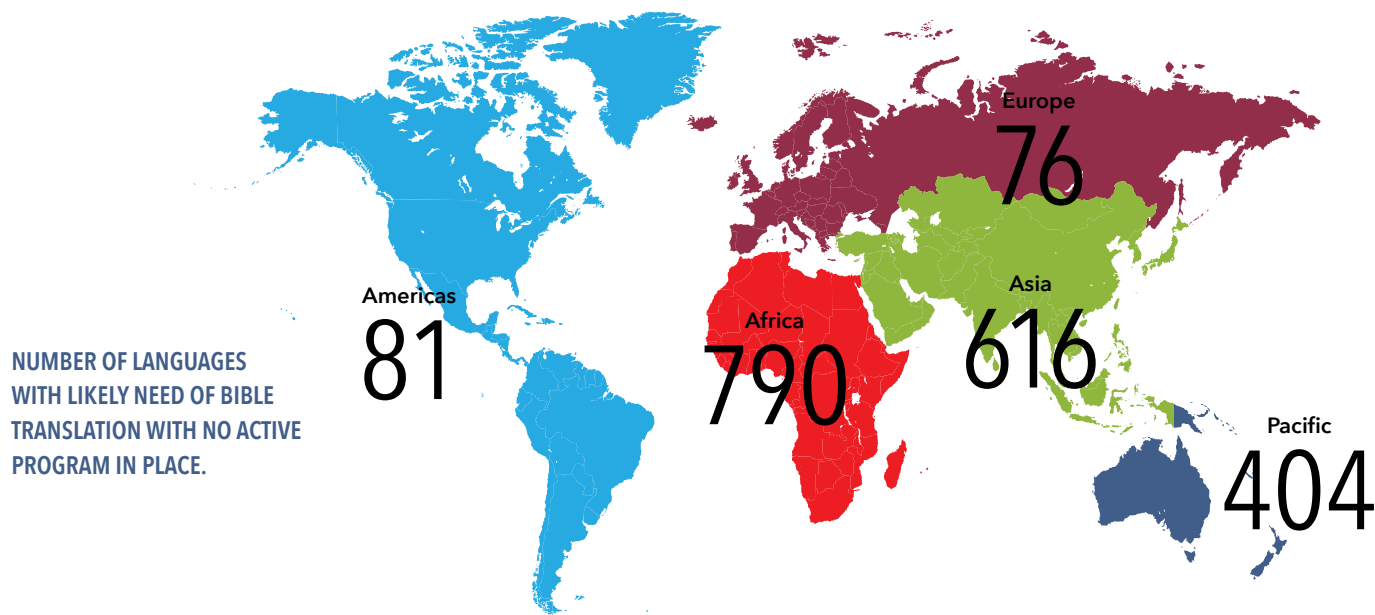 Europe
76
Americas
81
Africa
790
Asia
616
Pacific
404
NUMBER OF LANGUAGES
WITH LIKELY NEED OF BIBLE
TRANSLATION WITH NO ACTIVE
PROGRAM IN PLACE.